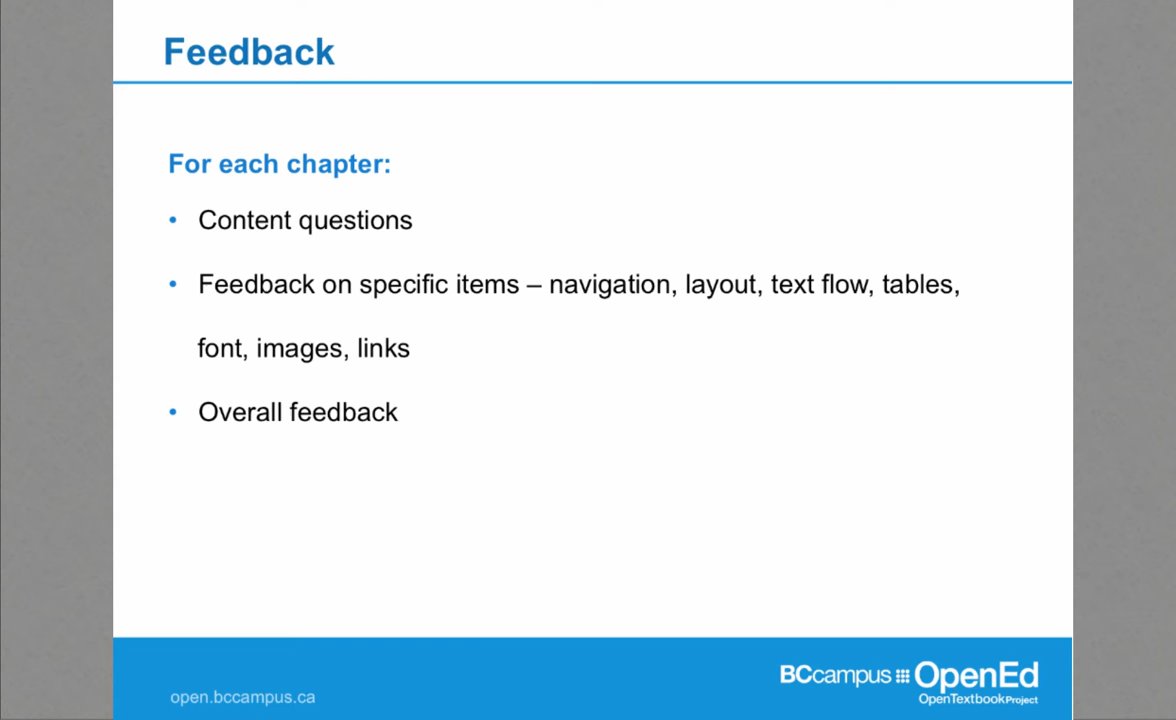 Feedback
For each chapter:
• Content questions
• Feedback on specific items – navigation, layout, text flow, tables,
font, images, links
• Overall feedback
open.bccampus.ca
BCcampus OpenEd
OpenTextbookProject